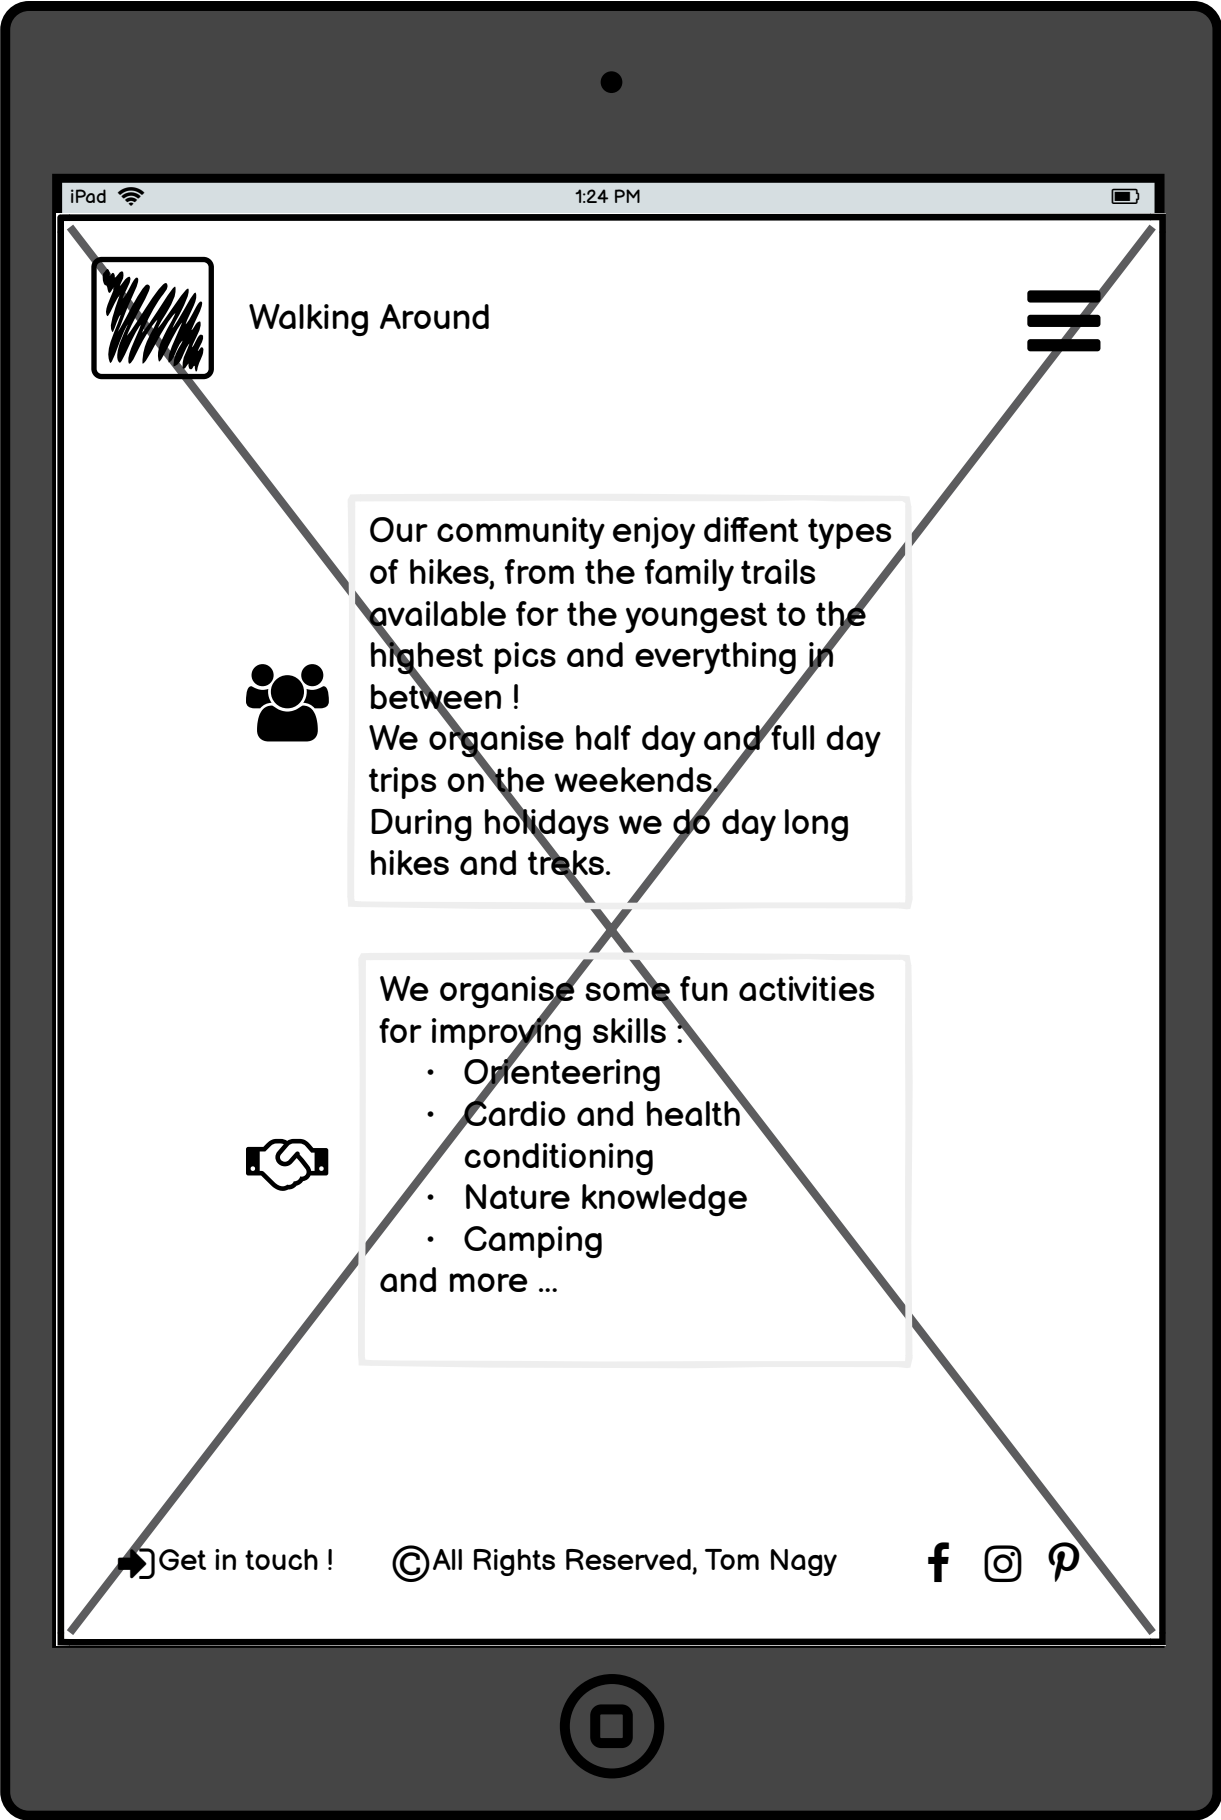 iPad
1:24 PM
Walking Around
Our community enjoy diffent types
of hikes, from the family trails
available for the youngest to the
highest pics and everything in
between !
We organise half day and full day
trips on the weekends.
During holidays we do day long
hikes and treks.
We organise some fun activities
for improving skills :
• Orienteering
• Cardio and health
conditioning
• Nature knowledge
• Camping
and more ...
Get in touch !
©All Rights Reserved, Tom Nagy